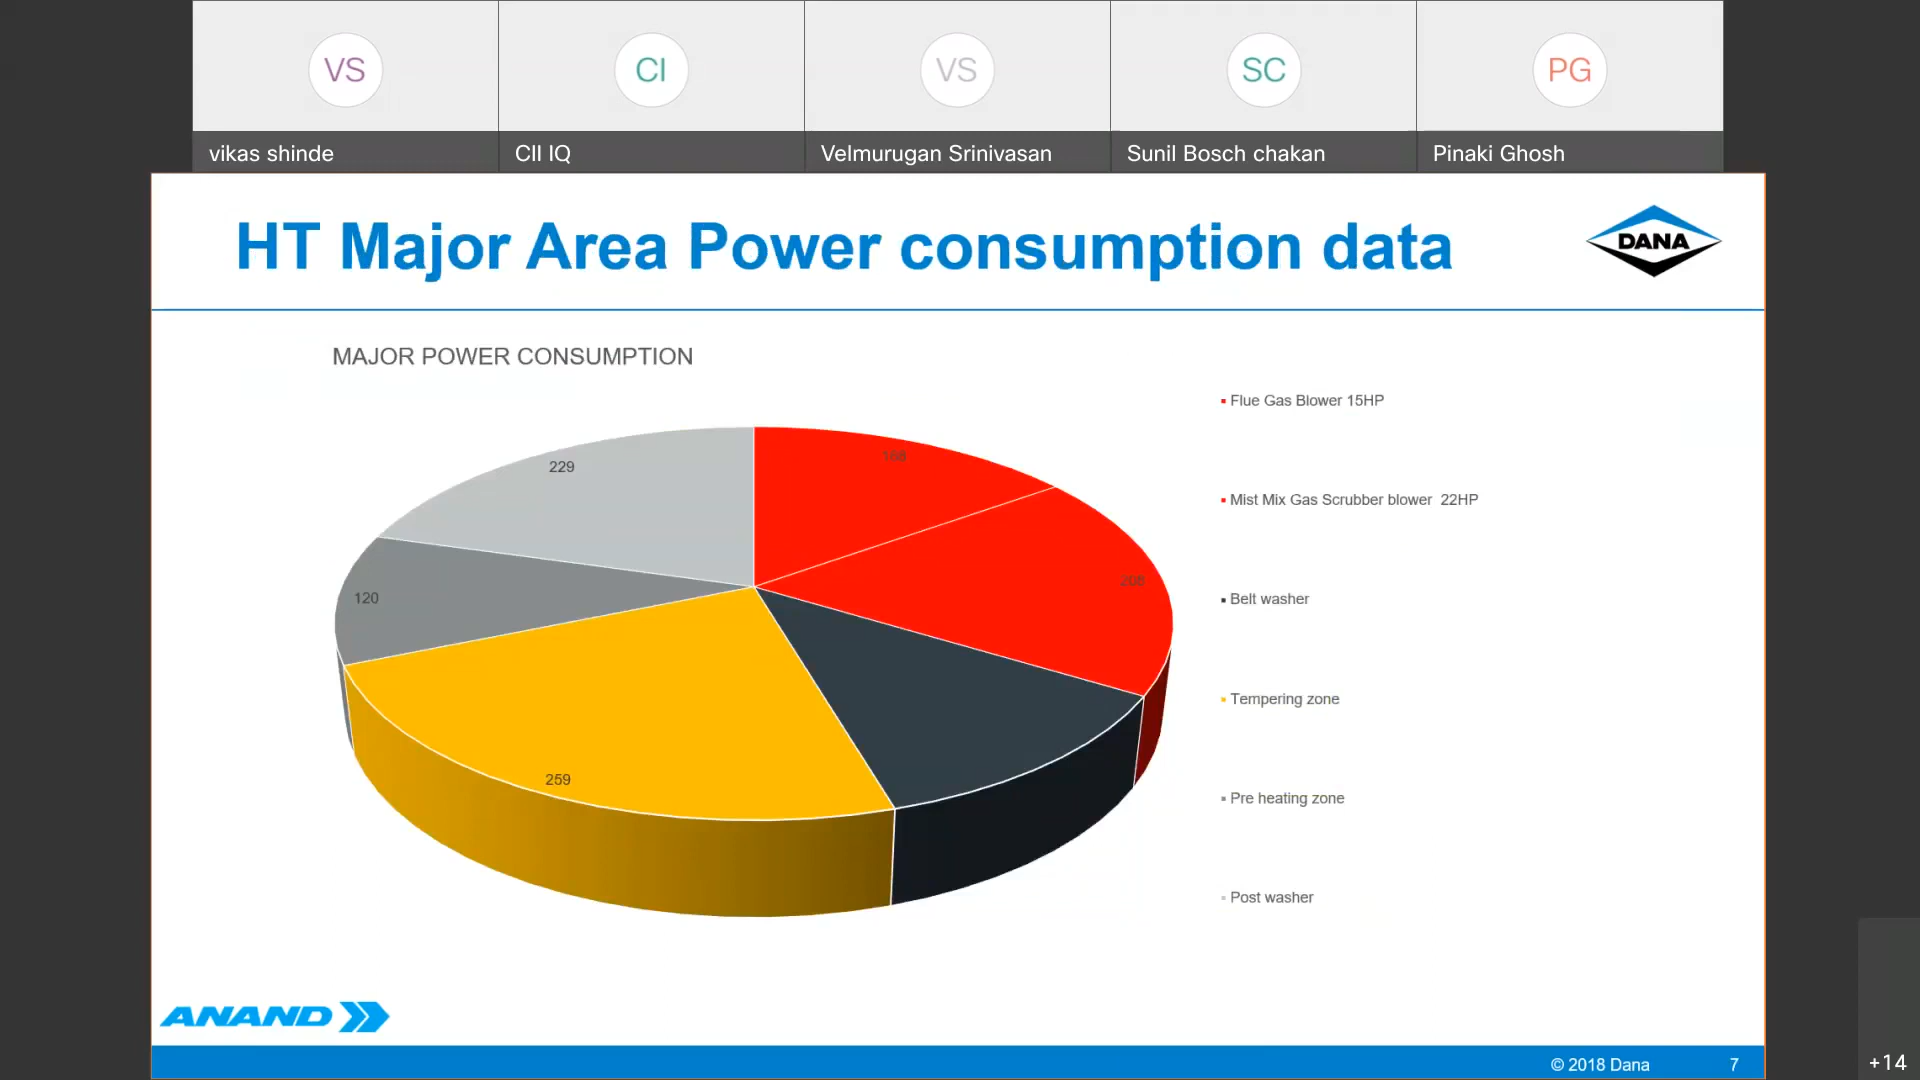 VS
CI
VS
SC
PG
vikas shinde
CII IQ
Velmurugan Srinivasan
Sunil Bosch chakan
Pinaki Ghosh
HT Major Area Power consumption data
DANA
MAJOR POWER CONSUMPTION
Flue Gas Blower 15HP
168
229
Mist Mix Gas Scrubber blower 22HP
208
120
Belt washer
Tempering zone
259
Pre heating zone
Post washer
ANAND
© 2018 Dana
7
+14